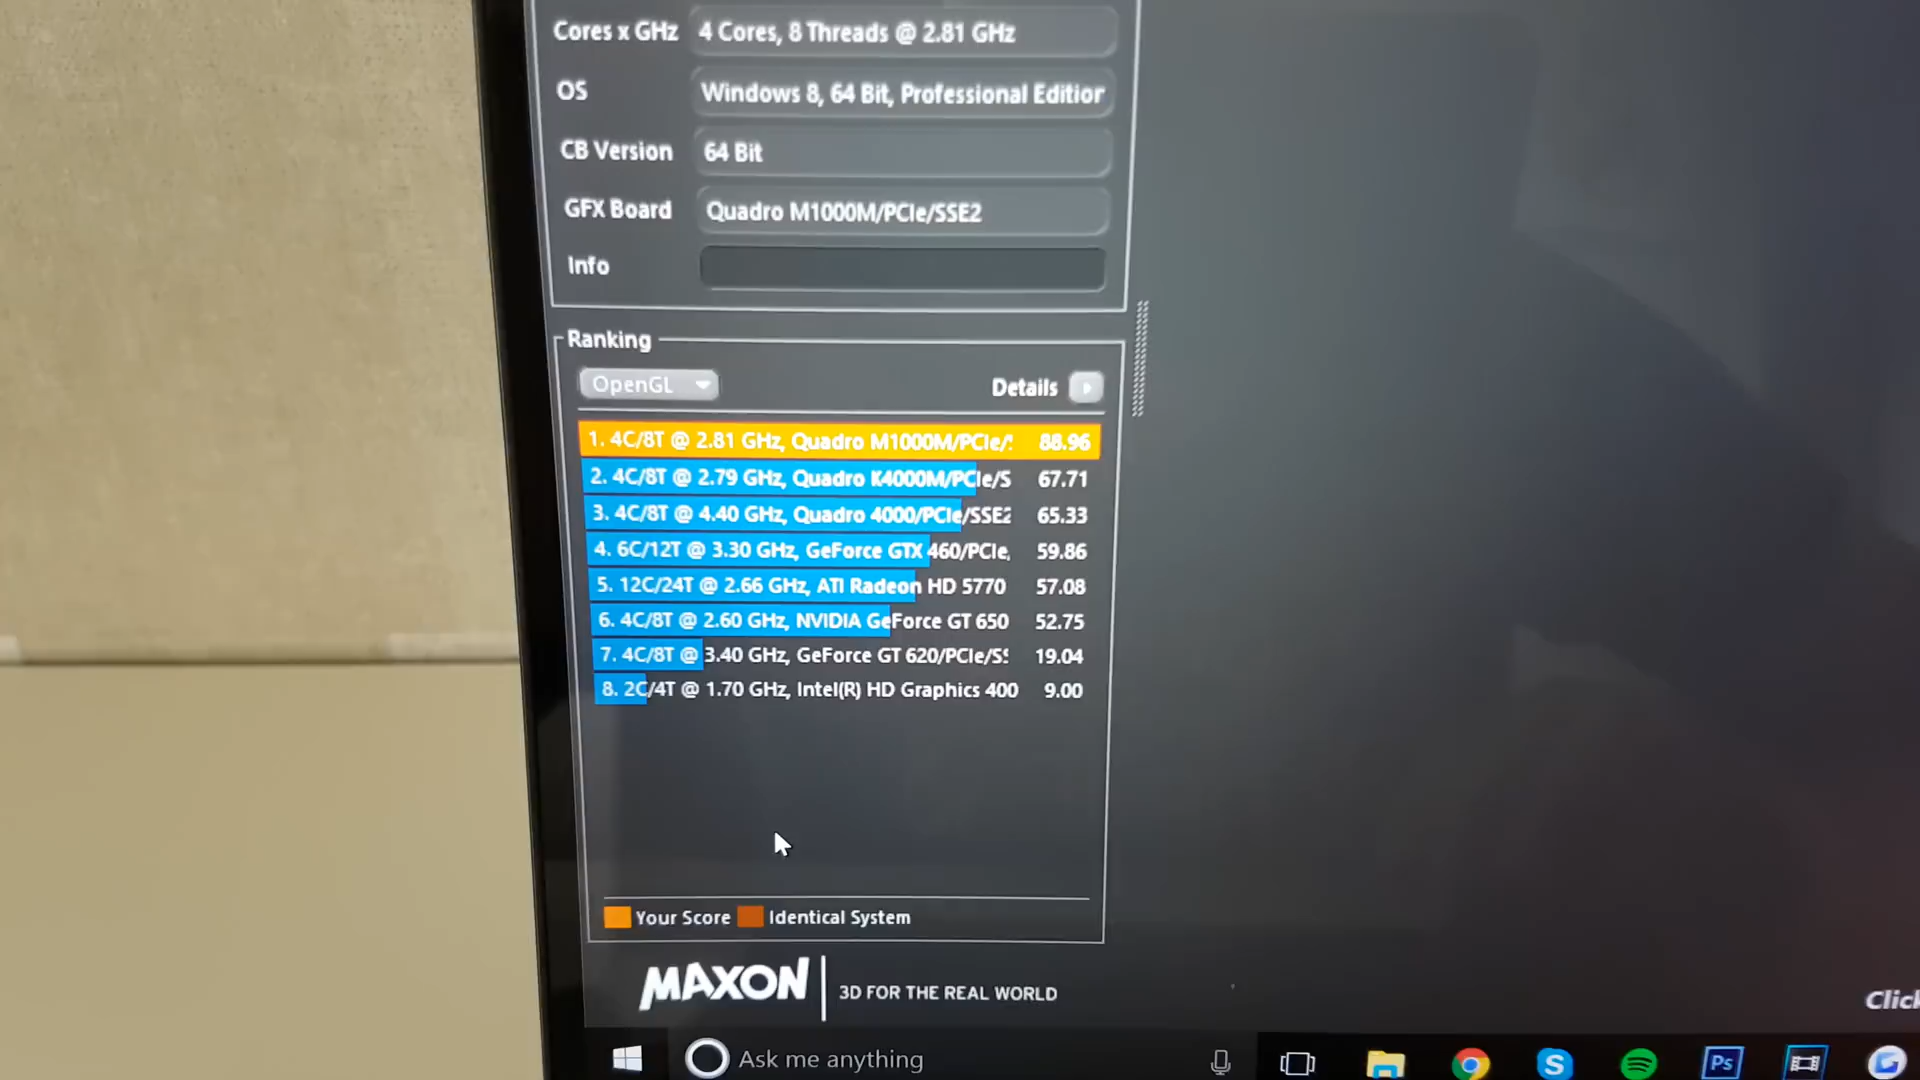 Cores x GHz 4 Cores, 8 Threads @ 2.81 GHz
OS Windows 8, 64 Bit, Professional Edition
CB Version 64 Bit
GFX Board Quadro M1000M/PCIe/SSE2
Info
Ranking
OpenGL Details
1. 4C/8T @ 2.81 GHz, Quadro M1000M/PCIe/ 88.96
2. 4C/8T @ 2.79 GHz, Quadro K4000M/PCIe/S 67.71
3. 4C/8T @ 4.40 GHz, Quadro 4000/PCIe/SSE2 65.33
4. 6C/12T @ 3.30 GHz, GeForce GTX 460/PCIe, 59.86
5. 12C/24T @ 2.66 GHz, ATI Radeon HD 5770 57.08
6. 4C/8T @ 2.60 GHz, NVIDIA GeForce GT 650 52.75
7. 4C/8T @ 3.40 GHz, GeForce GT 620/PCIe/S 19.04
8. 2C/4T @ 1.70 GHz, Intel(R) HD Graphics 400 9.00
Your Score Identical System
MAXON 3D FOR THE REAL WORLD
Click
Ask me anything
S Ps